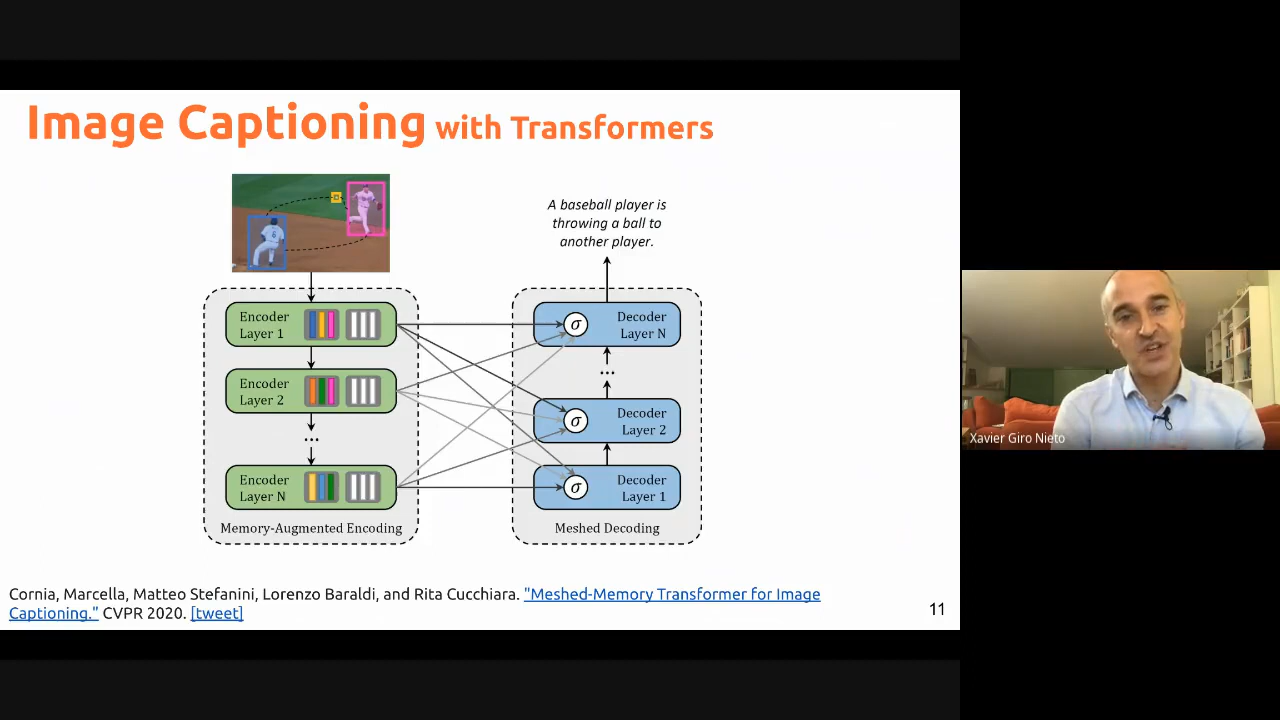 Image Captioning with Transformers
A baseball player is
throwing a ball to
another player.
Encoder
Layer 1
Encoder
Layer 2
...
Encoder
Layer N
Memory-Augmented Encoding
σ
Decoder
Layer N
...
σ
Decoder
Layer 2
σ
Decoder
Layer 1
Meshed Decoding
Cornia, Marcella, Matteo Stefanini, Lorenzo Baraldi, and Rita Cucchiara. "Meshed-Memory Transformer for Image
Captioning." CVPR 2020. [tweet]
11
Xavier Giro Nieto